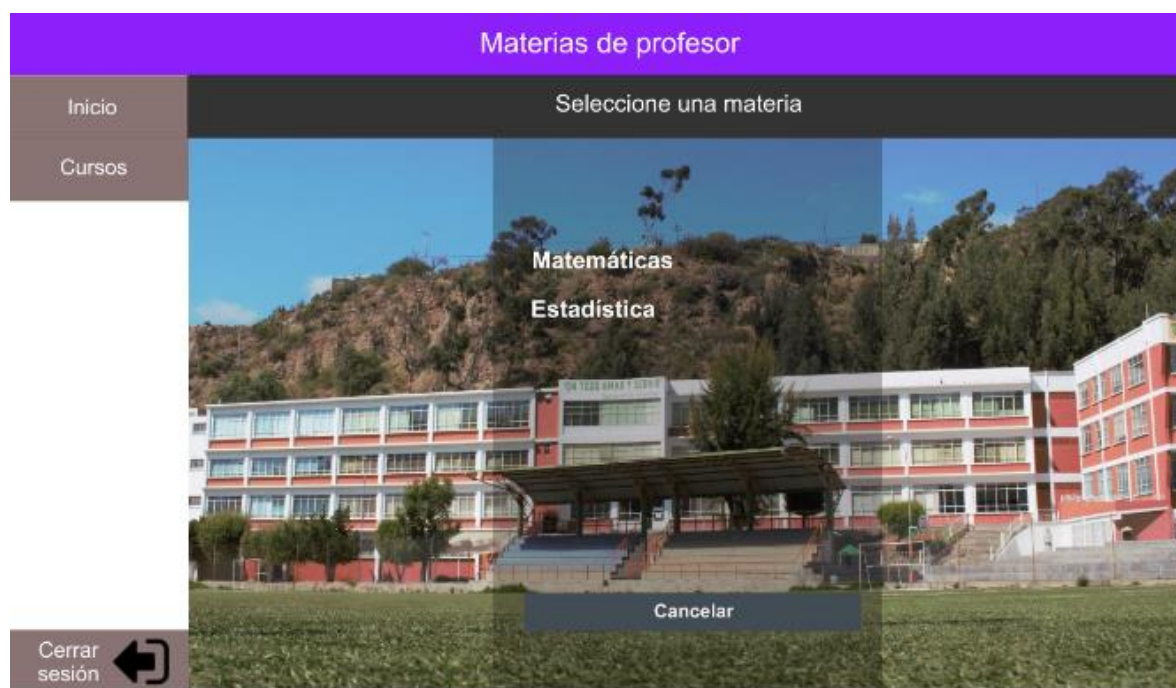 Materias de profesor
Inicio
Seleccione una materia
Cursos
Matemáticas
Estadística
Cancelar
Cerrar
sesión